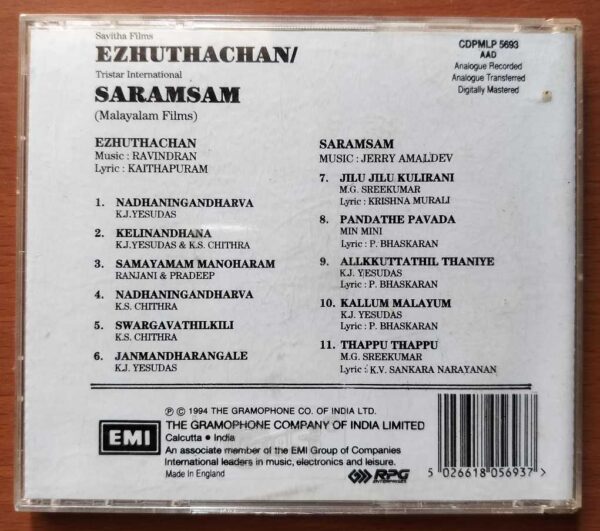 Savitha Films
EZHUTHACHAN/
Tristar International
SARAMSAM
(Malayalam Films)
CDPMLP 5693
AAD
Analogue Recorded
Analogue Transferred
Digitally Mastered
EZHUTHACHAN
Music : RAVINDRAN
Lyric : KAITHAPURAM
1. NADHANINGANDHARVA
K.J.YESUDAS
2. KELINANDHANA
K.J.YESUDAS & K.S. CHITHRA
3. SAMAYAMAM MANOHARAM
RANJANI & PRADEEP
4. NADHANINGANDHARVA
K.S. CHITHRA
5. SWARGAVATHILKILI
K.S. CHITHRA
6. JANMANDHARANGALE
K.J. YESUDAS
SARAMSAM
MUSIC : JERRY AMALDEV
7. JILU JILU KULIRANI
M.G. SREEKUMAR
Lyric : KRISHNA MURALI
8. PANDATHE PAVADA
MIN MINI
Lyric : P. BHASKARAN
9. ALLKKUTTATHIL THANIYE
K.J. YESUDAS
Lyric : P. BHASKARAN
10. KALLUM MALAYUM
K.J. YESUDAS
Lyric : P. BHASKARAN
11. THAPPU THAPPU
M.G. SREEKUMAR
Lyric : K.V. SANKARA NARAYANAN
EMI
℗ © 1994 THE GRAMOPHONE CO. OF INDIA LTD.
THE GRAMOPHONE COMPANY OF INDIA LIMITED
Calcutta • India
An associate member of the EMI Group of Companies
International leaders in music, electronics and leisure.
Made in England
RPG
ENTERPRISES
5 026618 056937 >